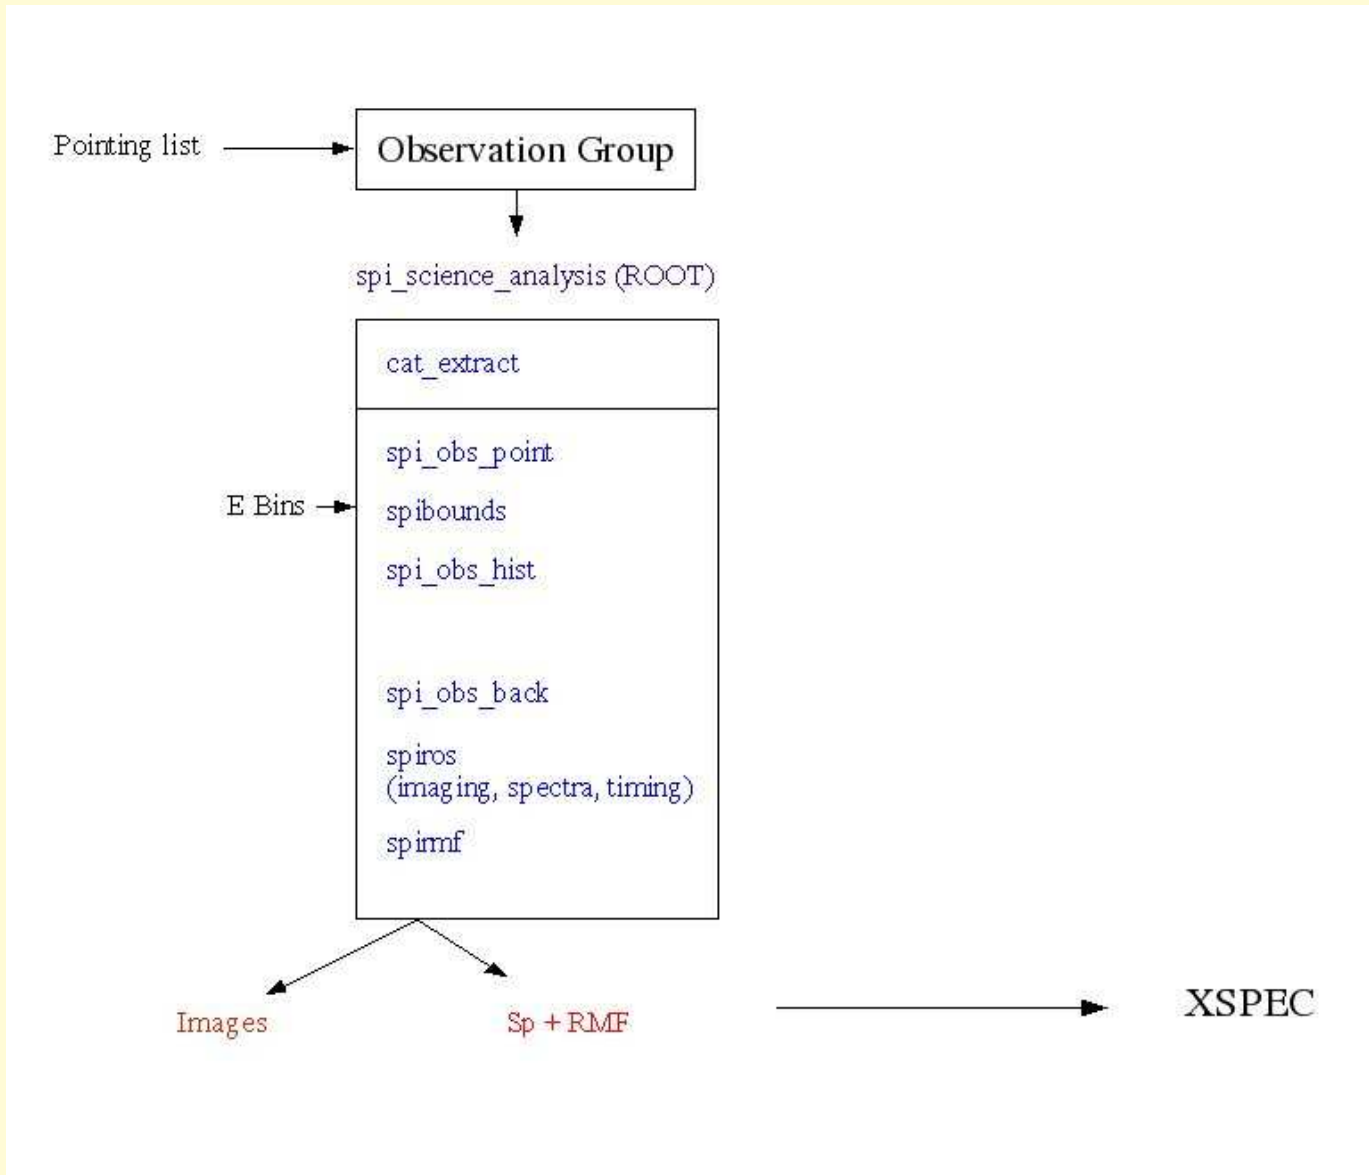 Pointing list
Observation Group
spi_science_analysis (ROOT)
cat_extract
spi_obs_point
E Bins
spibounds
spi_obs_hist
spi_obs_back
spiros
(imaging, spectra, timing)
spirmf
Images
Sp + RMF
XSPEC